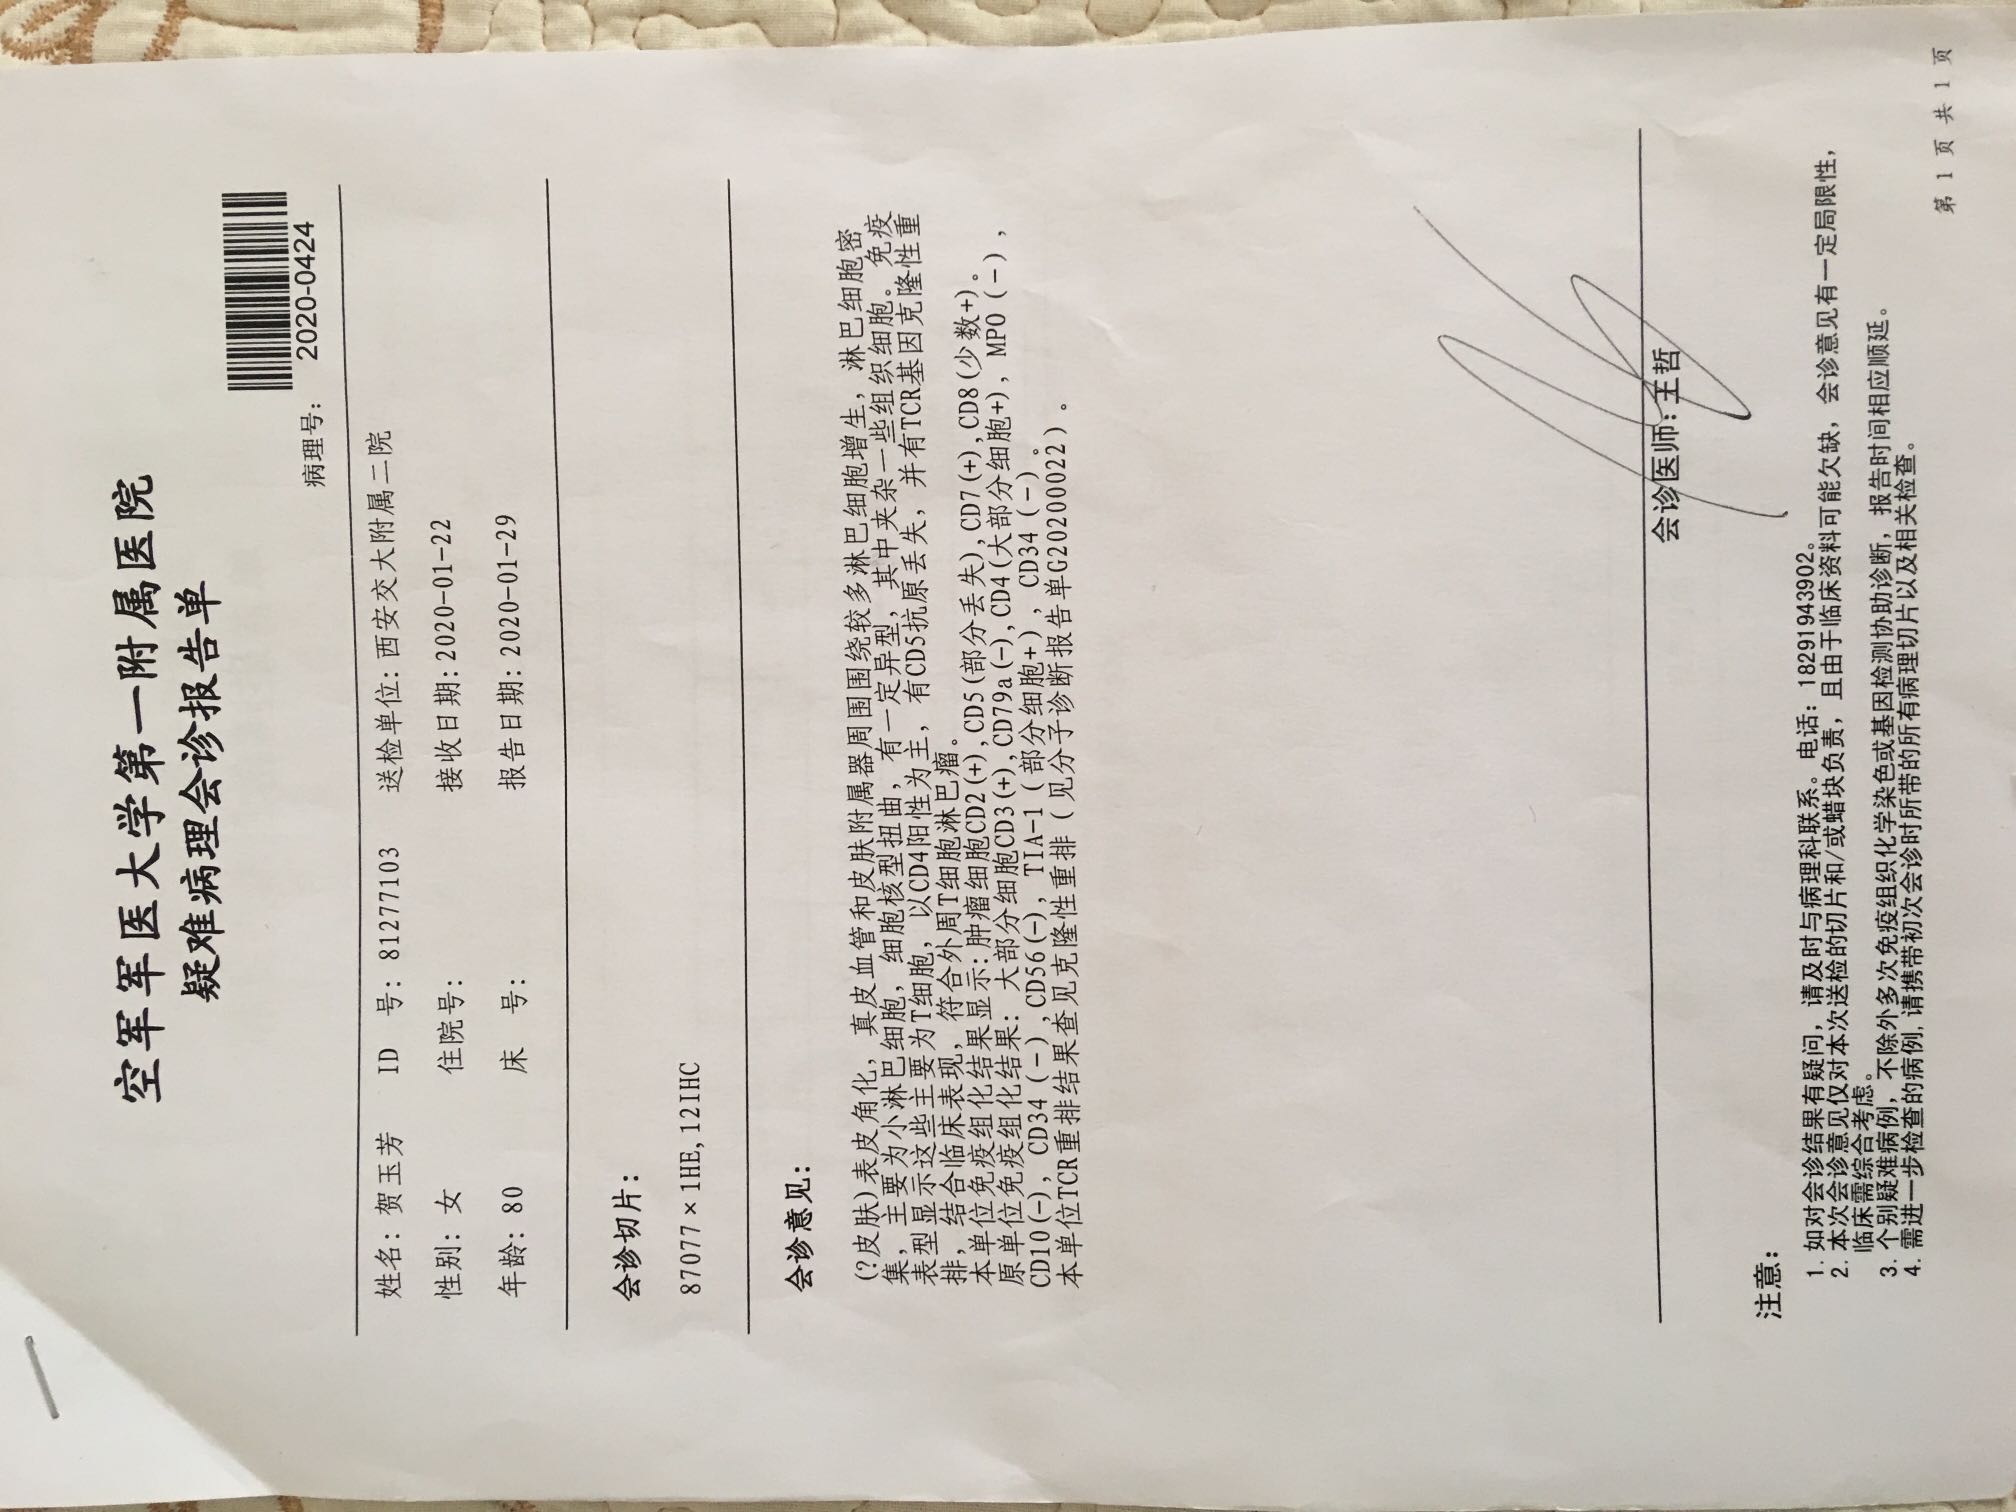 空军军医大学第一附属医院
疑难病理会诊报告单
2020-0424
病理号：
姓名：贺玉芳 ID 号：81277103 送检单位：西安交大附属二院
性别：女 住院号： 接收日期：2020-01-22
年龄：80 床 号： 报告日期：2020-01-29
会诊切片：
87077×1HE,12IHC
会诊意见：
(?皮肤)表皮角化，真皮血管和皮肤附属器周围围绕较多淋巴细胞增生，淋巴细胞密
集，主要为小淋巴细胞，细胞核型扭曲，有一定异型，其中夹杂一些组织细胞。免疫
表型显示这些主要为T细胞，以CD4阳性为主，有CD5抗原丢失，并有TCR基因克隆性重
排，结合临床表现，符合外周T细胞淋巴瘤。
本单位免疫组化结果显示：肿瘤细胞CD2(+),CD5(部分丢失),CD7(+),CD8(少数+)。
原单位免疫组化结果：大部分细胞CD3(+),CD79a(-),CD4(大部分细胞+)，MPO(-)，
CD10(-)，CD34(-),CD56(-)，TIA-1(部分细胞+)，CD34(-)。
本单位TCR重排结果查见克隆性重排（见分子诊断报告单G20200022）。
会诊医师：王哲
注意：
1. 如对会诊结果有疑问，请及时与病理科联系。电话：18291943902。
2. 本次会诊意见仅对本次送检的切片和/或蜡块负责，且由于临床资料可能欠缺，会诊意见有一定局限性，
临床需综合考虑。
3. 个别疑难病例，不除外多次免疫组织化学染色或基因检测协助诊断，报告时间相应顺延。
4. 需进一步检查的病例,请携带初次会诊时所带的所有病理切片以及相关检查。
第 1 页 共 1 页